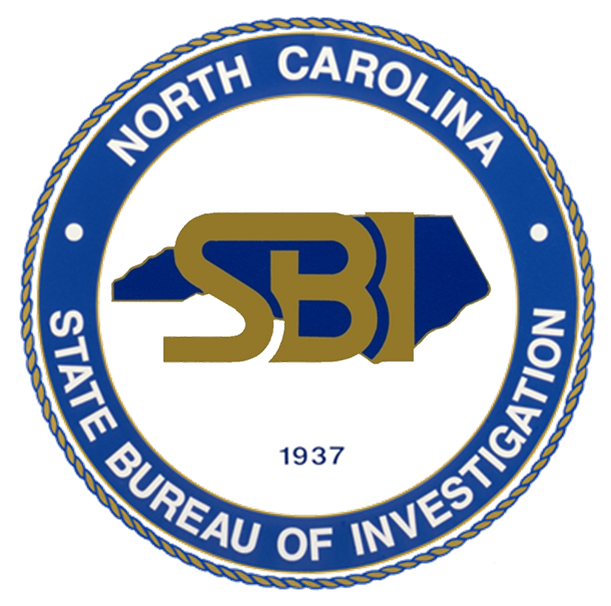 NORTH CAROLINA
SBI
1937
STATE BUREAU OF INVESTIGATION